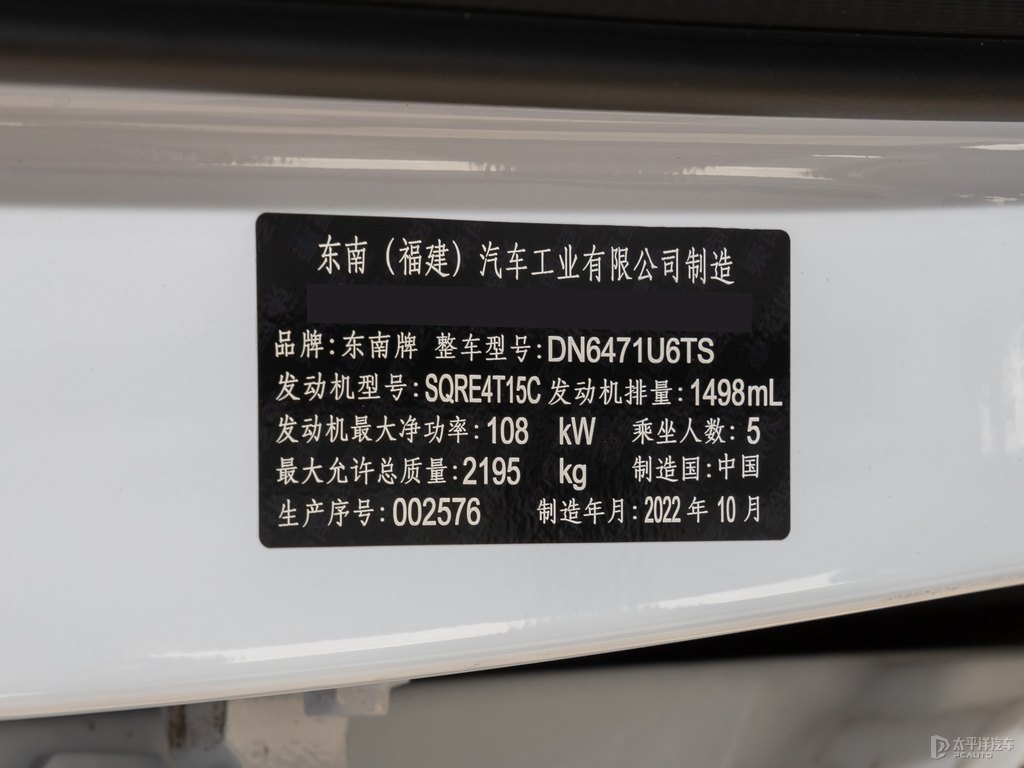 东南（福建）汽车工业有限公司制造
品牌:东南牌 整车型号:DN6471U6TS
发动机型号:SQRE4T15C 发动机排量:1498mL
发动机最大净功率:108 kW 乘坐人数:5
最大允许总质量:2195 kg 制造国:中国
生产序号:002576 制造年月:2022年10月
太平洋汽车
PCAUTO